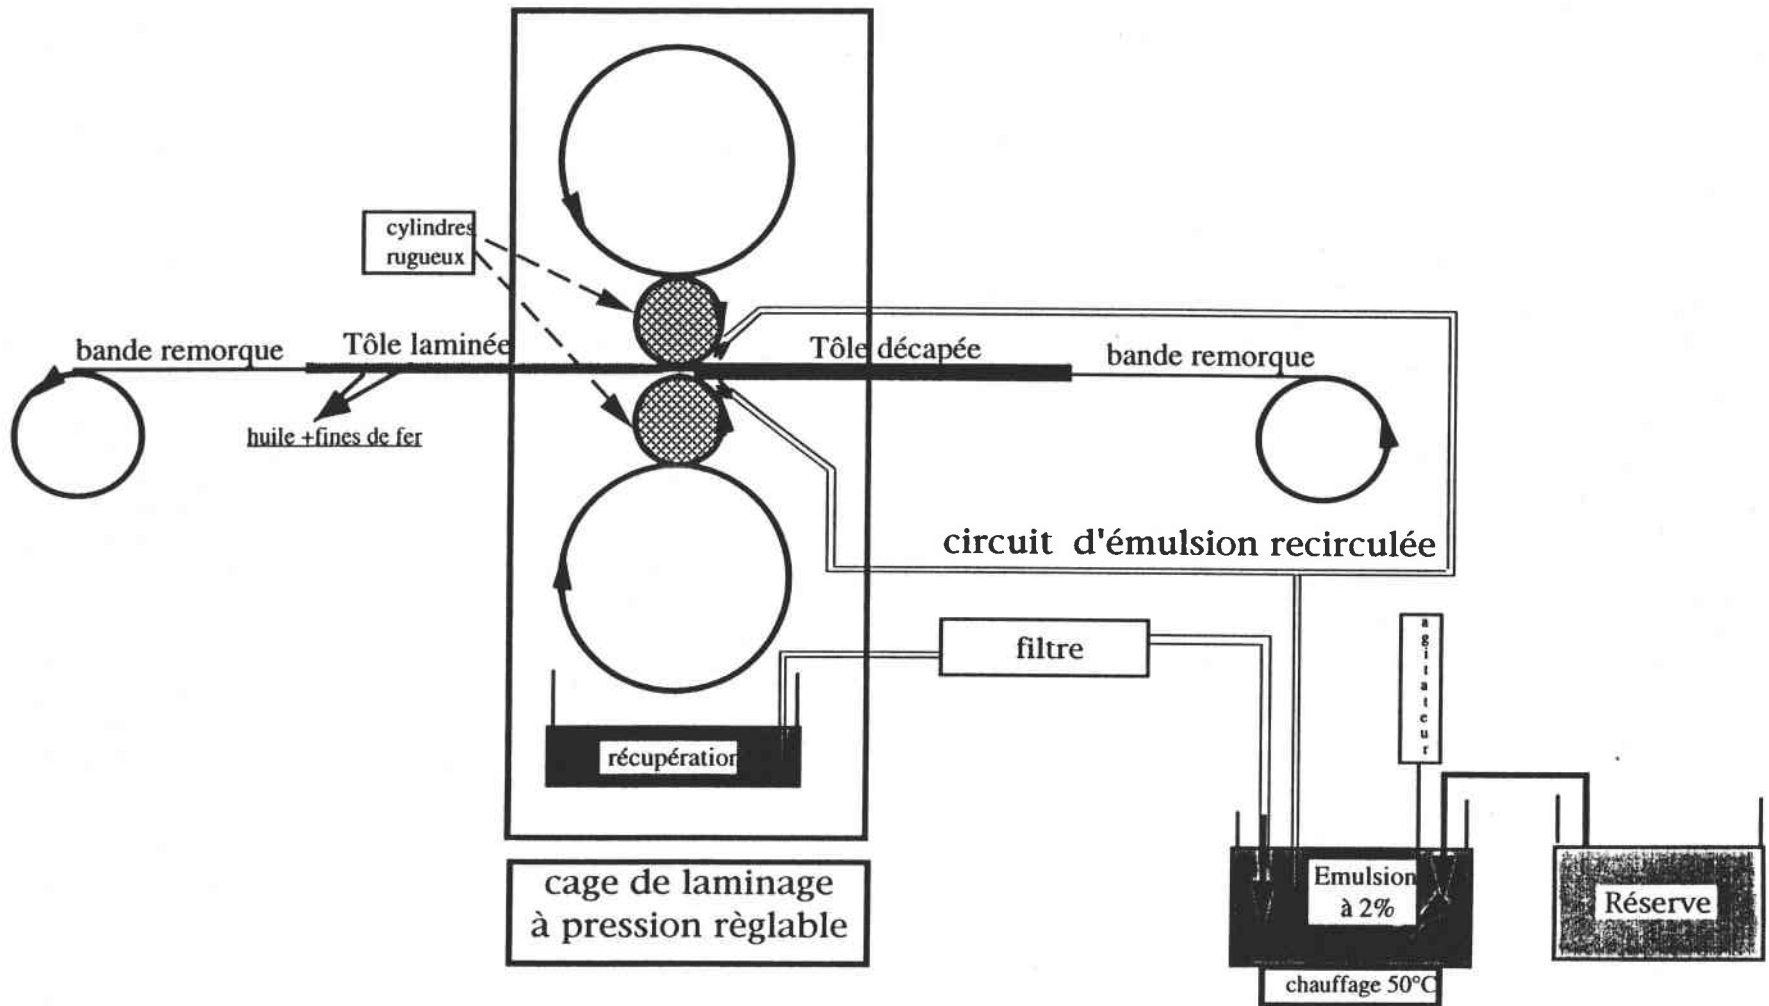 cylindres
rugueux
bande remorque
Tôle laminée
Tôle décapée
bande remorque
huile +fines de fer
circuit d'émulsion recirculée
filtre
agitateur
récupération
cage de laminage
à pression règlable
Emulsion
à 2%
Réserve
chauffage 50°C